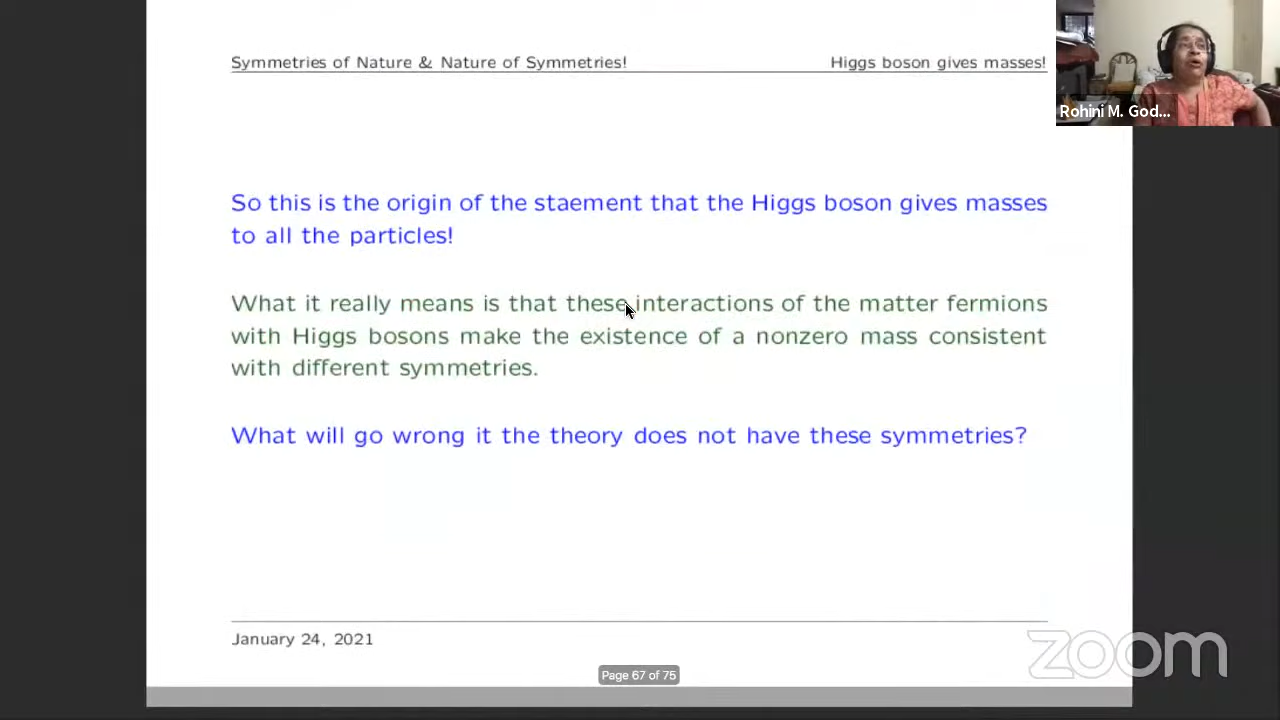 Symmetries of Nature & Nature of Symmetries!
Higgs boson gives masses!
Rohini M. God...
So this is the origin of the staement that the Higgs boson gives masses
to all the particles!
What it really means is that these interactions of the matter fermions
with Higgs bosons make the existence of a nonzero mass consistent
with different symmetries.
What will go wrong it the theory does not have these symmetries?
January 24, 2021
zoom
Page 67 of 75